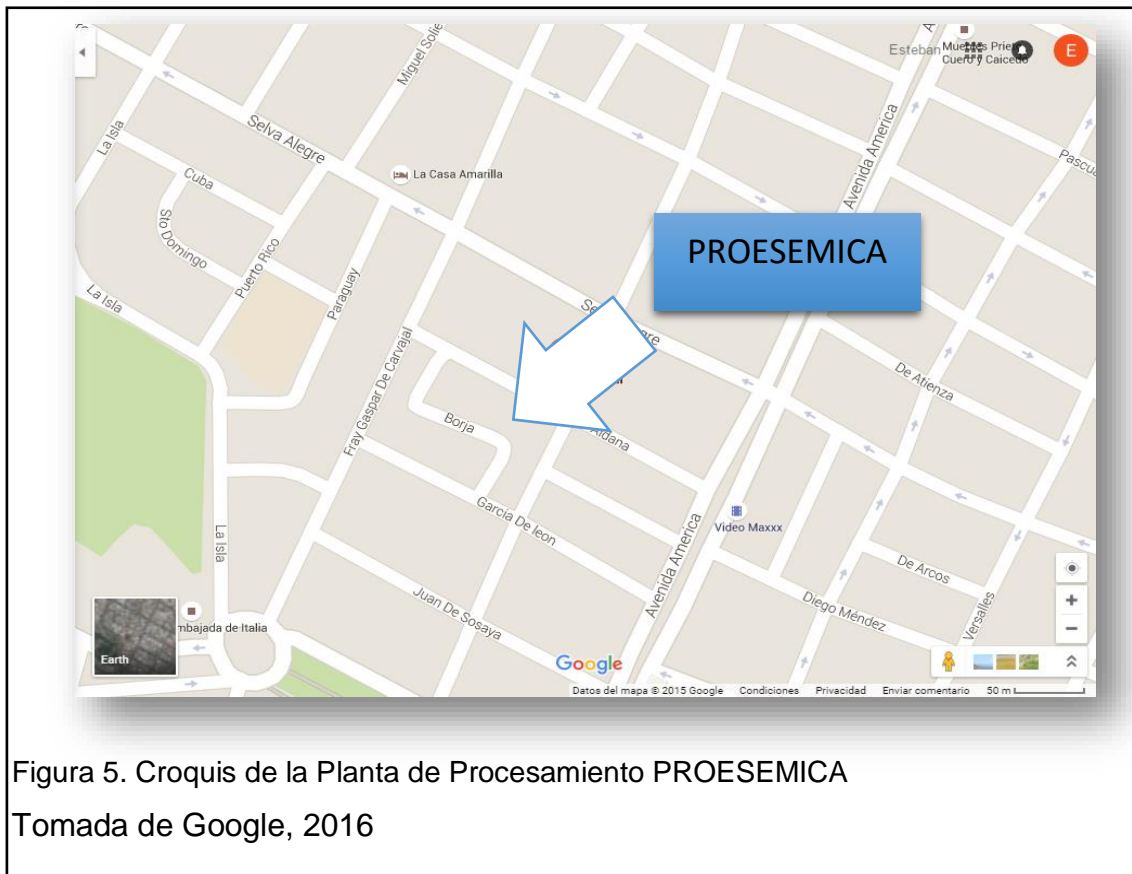 Miguel Solie
Esteban
Muebles Prieto
Cuero y Caicedo
E
La Isla
Selva Alegre
Avenida America
Pascua
La Casa Amarilla
Cuba
Sto Domingo
Puerto Rico
PROESEMICA
La Isla
Paraguay
Fray Gaspar De Carvajal
De Atienza
Borja
Aldana
Garcia De leon
Video Maxxx
La Isla
Avenida America
De Arcos
Juan De Sosaya
Diego Méndez
Versalles
mbajada de Italia
Earth
Google
Datos del mapa © 2015 Google Condiciones Privacidad Enviar comentario 50 m
Figura 5. Croquis de la Planta de Procesamiento PROESEMICA
Tomada de Google, 2016